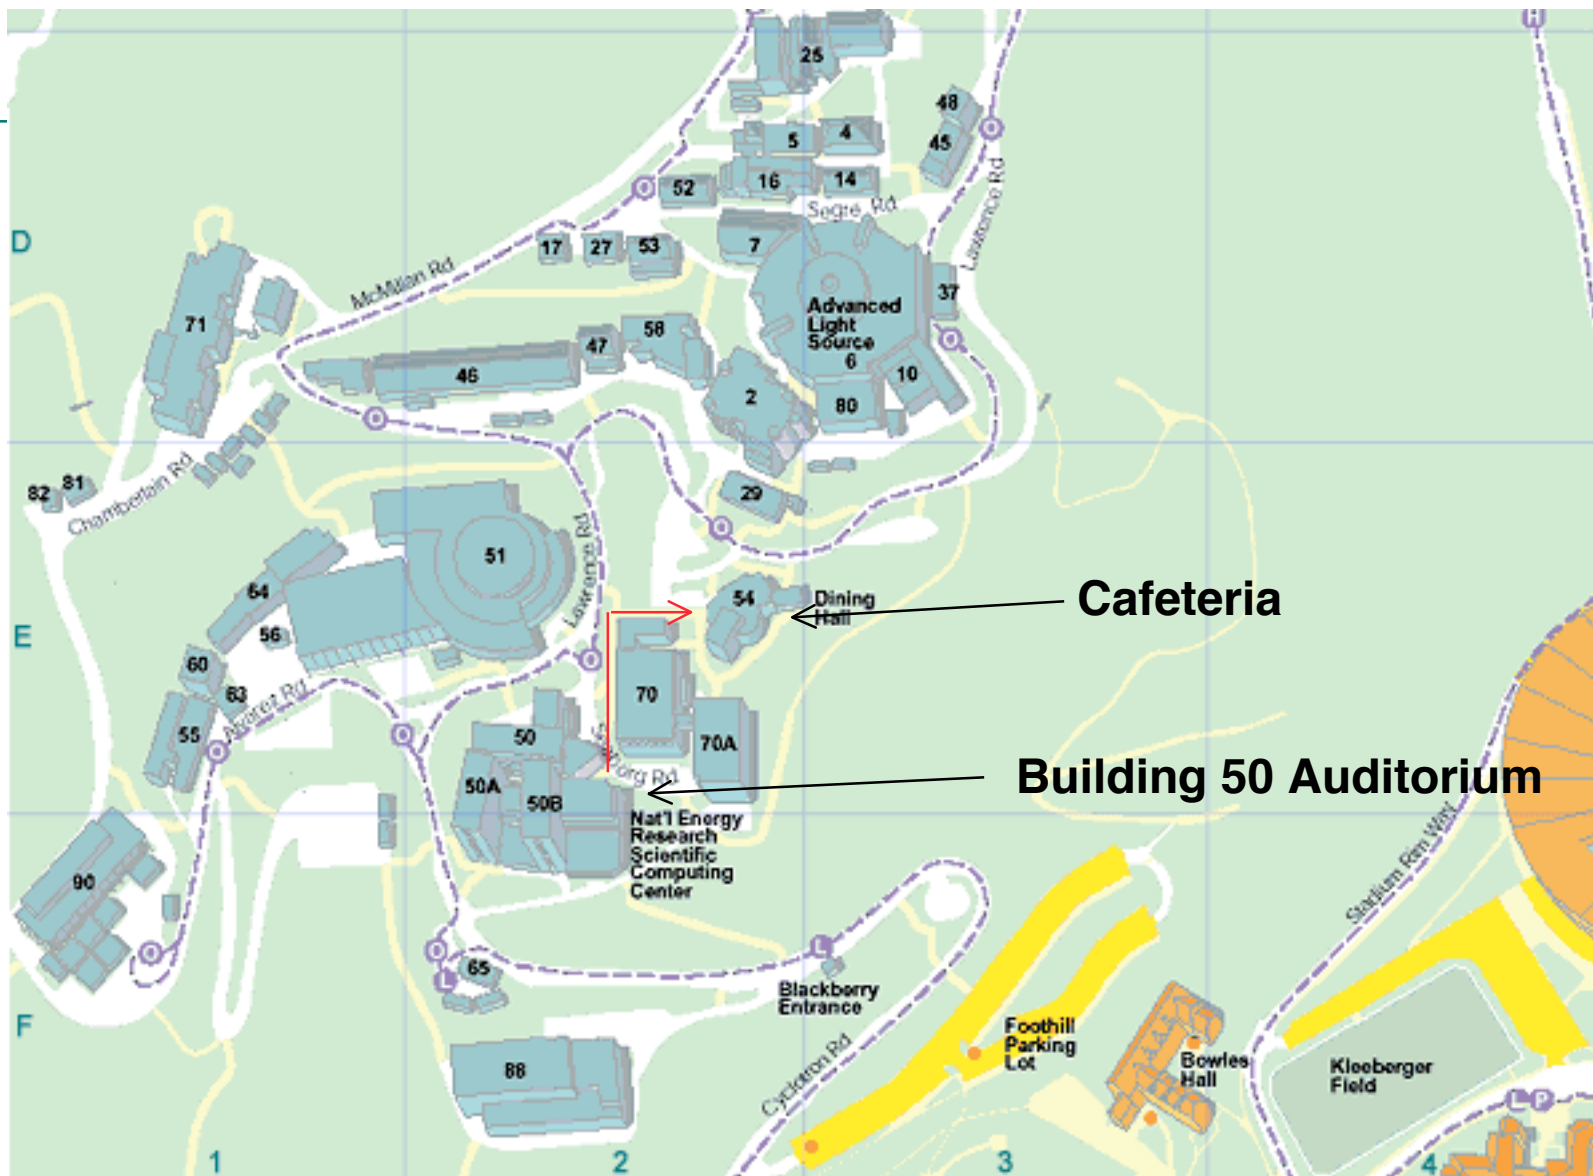 H
25
48
5
4
45
O
52
16
14
O
Segre Rd
Lawrence Rd
D
17
27
53
7
McMillan Rd
37
71
Advanced
Light
Source
6
58
47
O
46
10
2
80
O
82
81
Chamberlain Rd
29
51
O
Lawrence Rd
64
54
Dining
Hall
Cafeteria
E
56
60
O
63
70
Alvarez Rd
55
O
O
50
70A
50A
50B
Building 50 Auditorium
Nat'l Energy
Research
Scientific
Computing
Center
Stadium Rim Way
90
O
O
L
65
L
Blackberry
Entrance
F
Foothill
Parking
Lot
Cyclotron Rd
88
Bowles
Hall
Kleeberger
Field
L
P
1
2
3
4